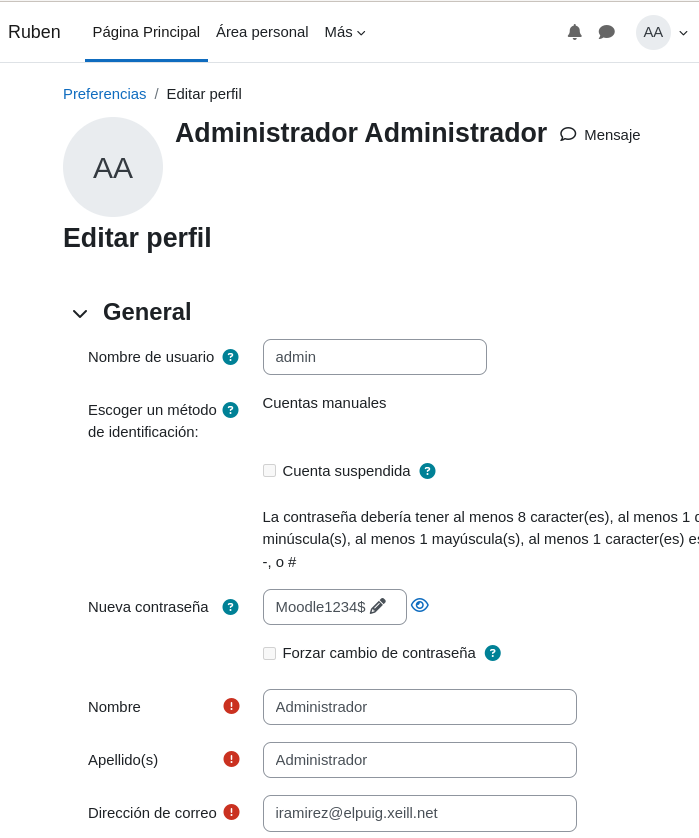 Ruben Página Principal Área personal Más AA
Preferencias / Editar perfil
AA Administrador Administrador Mensaje
Editar perfil
General
Nombre de usuario ? admin
Escoger un método ? Cuentas manuales
de identificación:
Cuenta suspendida ?
La contraseña debería tener al menos 8 caracter(es), al menos 1
minúscula(s), al menos 1 mayúscula(s), al menos 1 caracter(es)
-, o #
Nueva contraseña ? Moodle1234$
Forzar cambio de contraseña ?
Nombre ! Administrador
Apellido(s) ! Administrador
Dirección de correo ! iramirez@elpuig.xeill.net